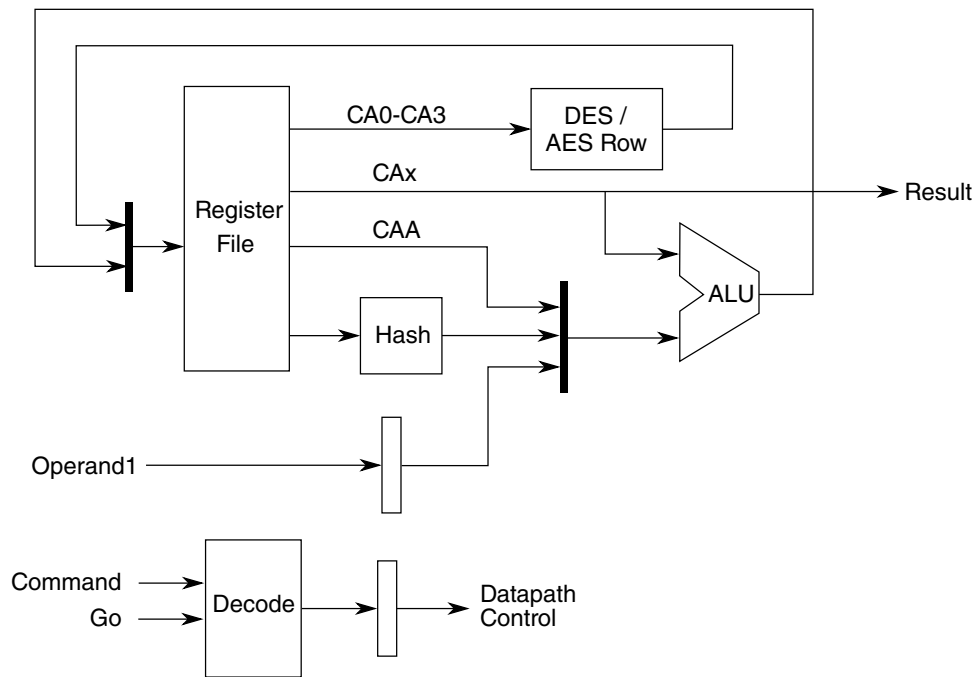 CA0-CA3
DES /
AES Row
CAx
Result
Register
File
CAA
ALU
Hash
Operand1
Command
Go
Decode
Datapath
Control